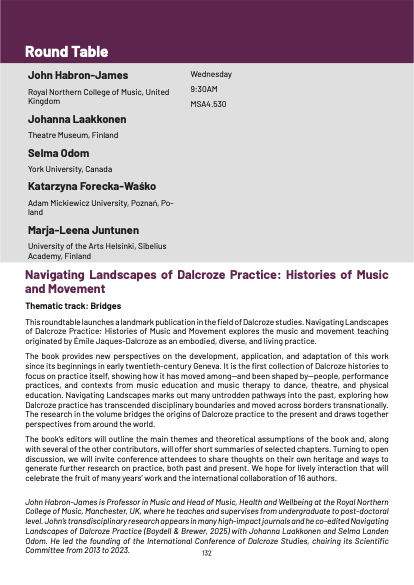 Round Table
John Habron-James
Royal Northern College of Music, United
Kingdom
Johanna Laakkonen
Theatre Museum, Finland
Selma Odom
York University, Canada
Katarzyna Forecka-Waśko
Adam Mickiewicz University, Poznań, Po-
land
Marja-Leena Juntunen
University of the Arts Helsinki, Sibelius
Academy, Finland
Wednesday
9:30AM
MSA4.530
Navigating Landscapes of Dalcroze Practice: Histories of Music
and Movement
Thematic track: Bridges
This roundtable launches a landmark publication in the field of Dalcroze studies. Navigating Landscapes
of Dalcroze Practice: Histories of Music and Movement explores the music and movement teaching
originated by Émile Jaques-Dalcroze as an embodied, diverse, and living practice.
The book provides new perspectives on the development, application, and adaptation of this work
since its beginnings in early twentieth-century Geneva. It is the first collection of Dalcroze histories to
focus on practice itself, showing how it has moved among—and been shaped by—people, performance
practices, and contexts from music education and music therapy to dance, theatre, and physical
education. Navigating Landscapes marks out many untrodden pathways into the past, exploring how
Dalcroze practice has transcended disciplinary boundaries and moved across borders transnationally.
The research in the volume bridges the origins of Dalcroze practice to the present and draws together
perspectives from around the world.
The book's editors will outline the main themes and theoretical assumptions of the book and, along
with several of the other contributors, will offer short summaries of selected chapters. Turning to open
discussion, we will invite conference attendees to share thoughts on their own heritage and ways to
generate further research on practice, both past and present. We hope for lively interaction that will
celebrate the fruit of many years' work and the international collaboration of 16 authors.
John Habron-James is Professor in Music and Head of Music, Health and Wellbeing at the Royal Northern
College of Music, Manchester, UK, where he teaches and supervises from undergraduate to post-doctoral
level. John's transdisciplinary research appears in many high-impact journals and he co-edited Navigating
Landscapes of Dalcroze Practice (Boydell & Brewer, 2025) with Johanna Laakkonen and Selma Landen
Odom. He led the founding of the International Conference of Dalcroze Studies, chairing its Scientific
Committee from 2013 to 2023.
132